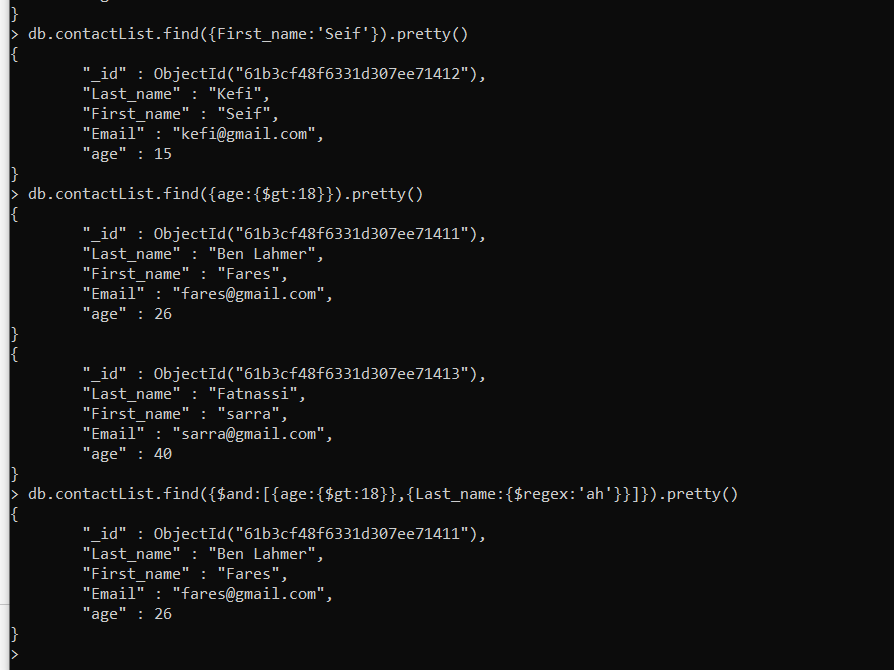 }
> db.contactList.find({First_name:'Seif'}).pretty()
{
        "_id" : ObjectId("61b3cf48f6331d307ee71412"),
        "Last_name" : "Kefi",
        "First_name" : "Seif",
        "Email" : "kefi@gmail.com",
        "age" : 15
}
> db.contactList.find({age:{$gt:18}}).pretty()
{
        "_id" : ObjectId("61b3cf48f6331d307ee71411"),
        "Last_name" : "Ben Lahmer",
        "First_name" : "Fares",
        "Email" : "fares@gmail.com",
        "age" : 26
}
{
        "_id" : ObjectId("61b3cf48f6331d307ee71413"),
        "Last_name" : "Fatnassi",
        "First_name" : "sarra",
        "Email" : "sarra@gmail.com",
        "age" : 40
}
> db.contactList.find({$and:[{age:{$gt:18}},{Last_name:{$regex:'ah'}}]}).pretty()
{
        "_id" : ObjectId("61b3cf48f6331d307ee71411"),
        "Last_name" : "Ben Lahmer",
        "First_name" : "Fares",
        "Email" : "fares@gmail.com",
        "age" : 26
}
>